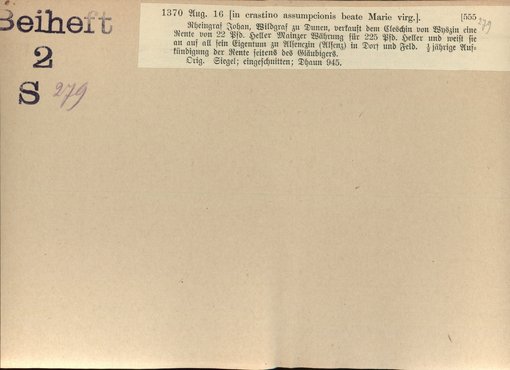 Beiheft
2
S 279
1370 Aug. 16 [in crastino assumpcionis beate Marie virg.]. [555 279
Rheingraf Johan, Wildgraf zu Dunen, verkauft dem Cleschin von Wyszin eine
Rente von 22 Pfd. Heller Mainzer Währung für 225 Pfd. Heller und weist sie
an auf all sein Eigentum zu Alsenczin (Alsenz) in Dorf und Feld. ½ jährige Auf-
kündigung der Rente seitens des Gläubigers.
Orig. Siegel; eingeschnitten; Dhaun 945.